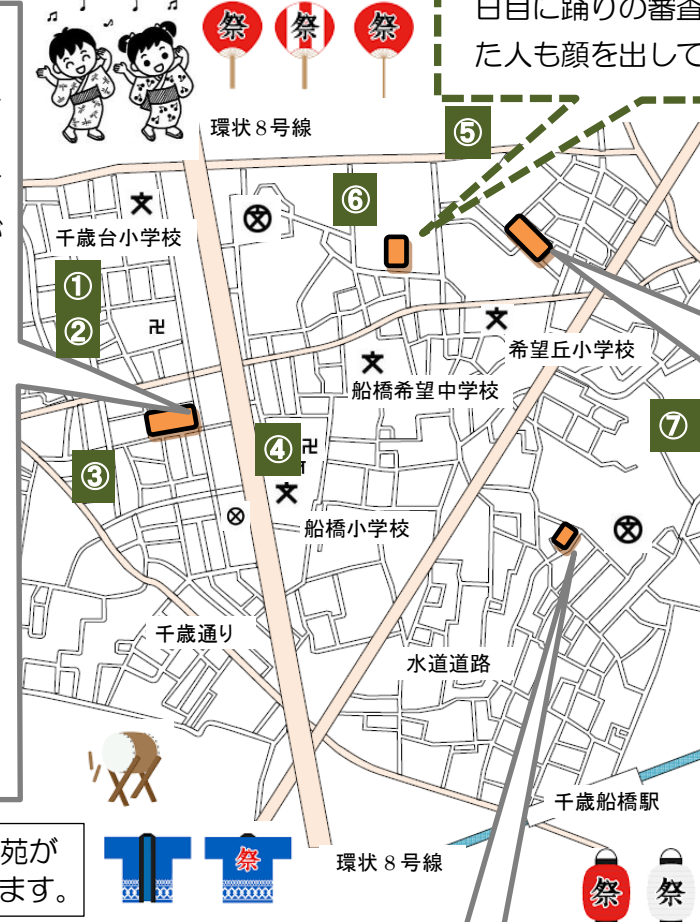 祭
祭
祭
日目に踊りの審査
た人も顔を出して
環状8号線
⑤
⑥
千歳台小学校
①
②
希望丘小学校
船橋希望中学校
⑦
④
③
船橋小学校
千歳通り
水道道路
千歳船橋駅
苑が
ます。
祭
環状8号線
祭
祭